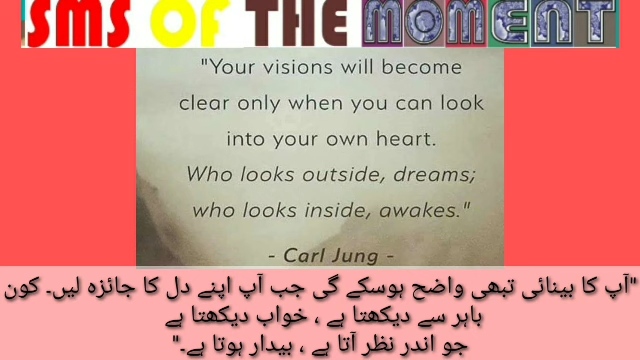 SMS OF THE MOMENT
"Your visions will become
clear only when you can look
into your own heart.
Who looks outside, dreams;
who looks inside, awakes."
- Carl Jung -
"آپ کا بینائی تبھی واضح ہوسکے گی جب آپ اپنے دل کا جائزہ لیں۔ کون
باہر سے دیکھتا ہے ، خواب دیکھتا ہے
جو اندر نظر آتا ہے ، بیدار ہوتا ہے۔"